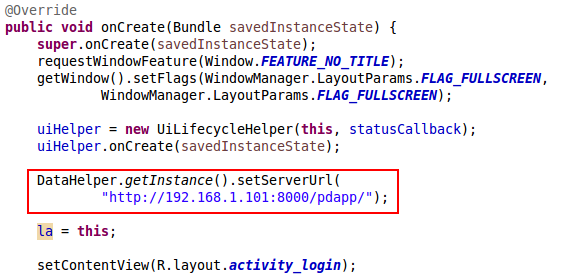 @Override
public void onCreate(Bundle savedInstanceState) {
super.onCreate(savedInstanceState);
requestWindowFeature(Window.FEATURE_NO_TITLE);
getWindow().setFlags(WindowManager.LayoutParams.FLAG_FULLSCREEN,
WindowManager.LayoutParams.FLAG_FULLSCREEN);
uiHelper = new UiLifecycleHelper(this, statusCallback);
uiHelper.onCreate(savedInstanceState);
DataHelper.getInstance().setServerUrl(
"http://192.168.1.101:8000/pdapp/");
la = this;
setContentView(R.layout.activity_login);